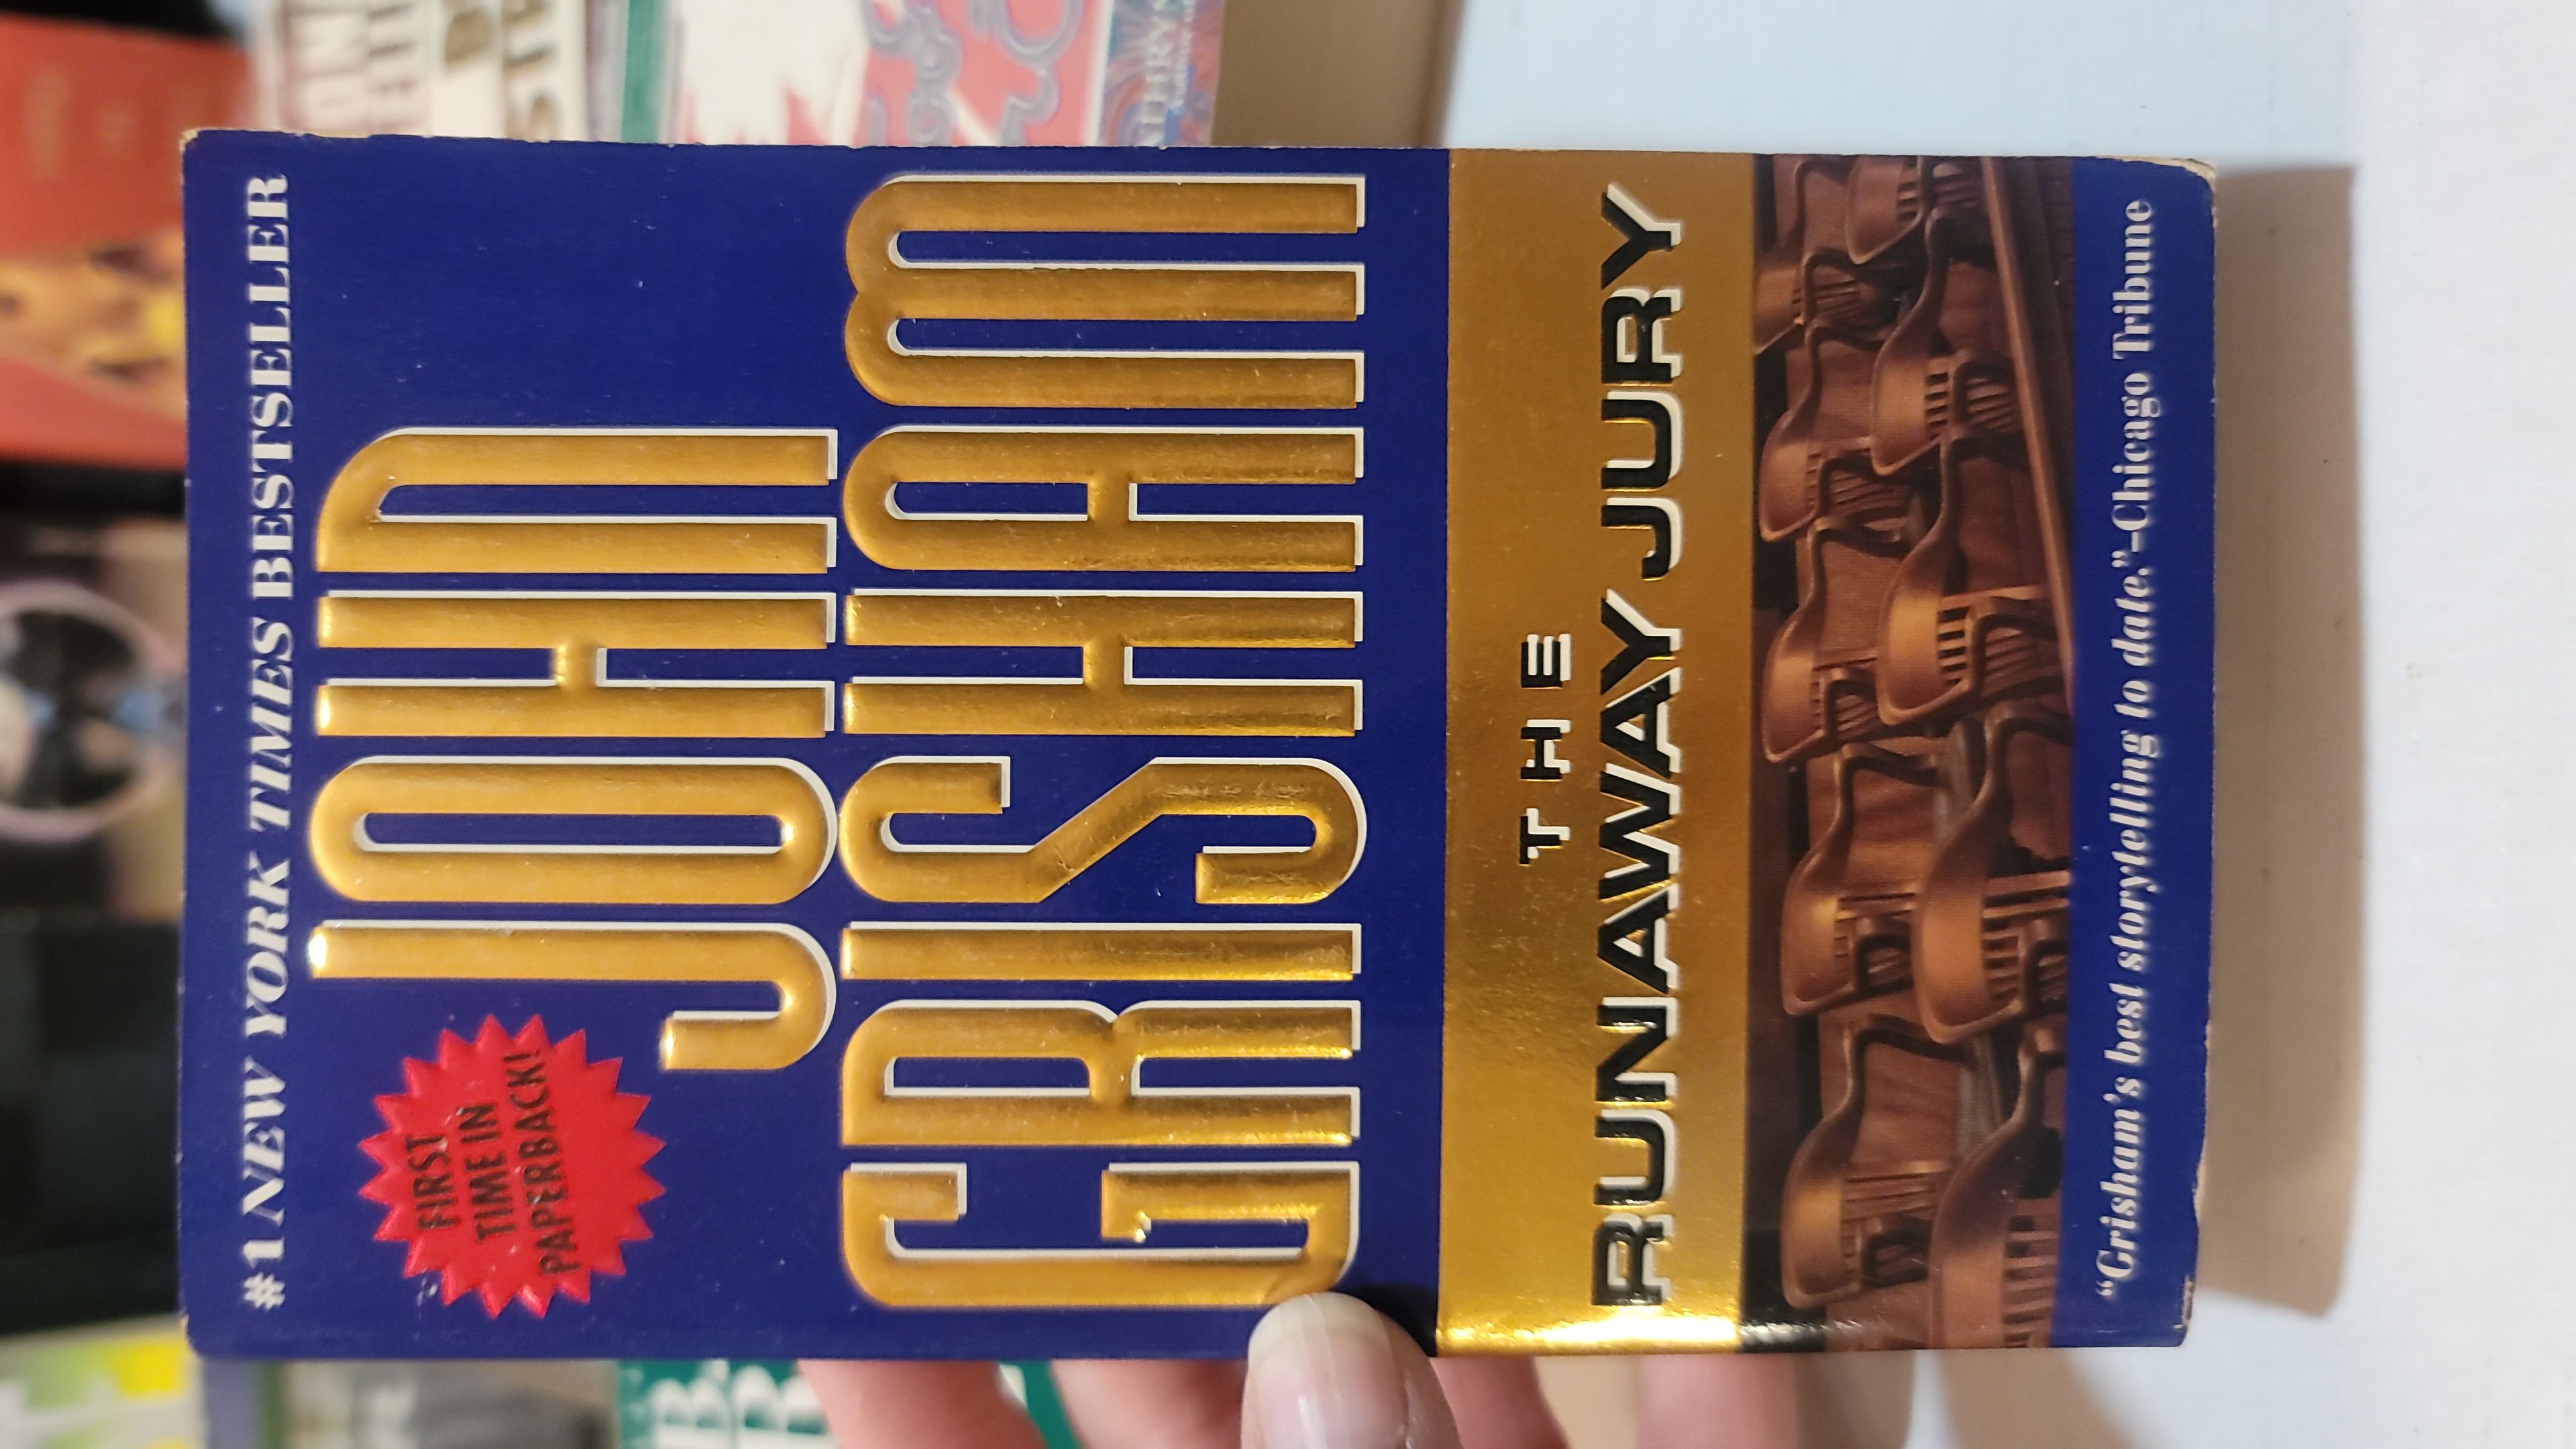 #1 NEW YORK TIMES BESTSELLER
FIRST
TIME IN
PAPERBACK!
JOHN
GRISHAM
THE
RUNAWAY JURY
"Grisham's best storytelling to date."–Chicago Tribune